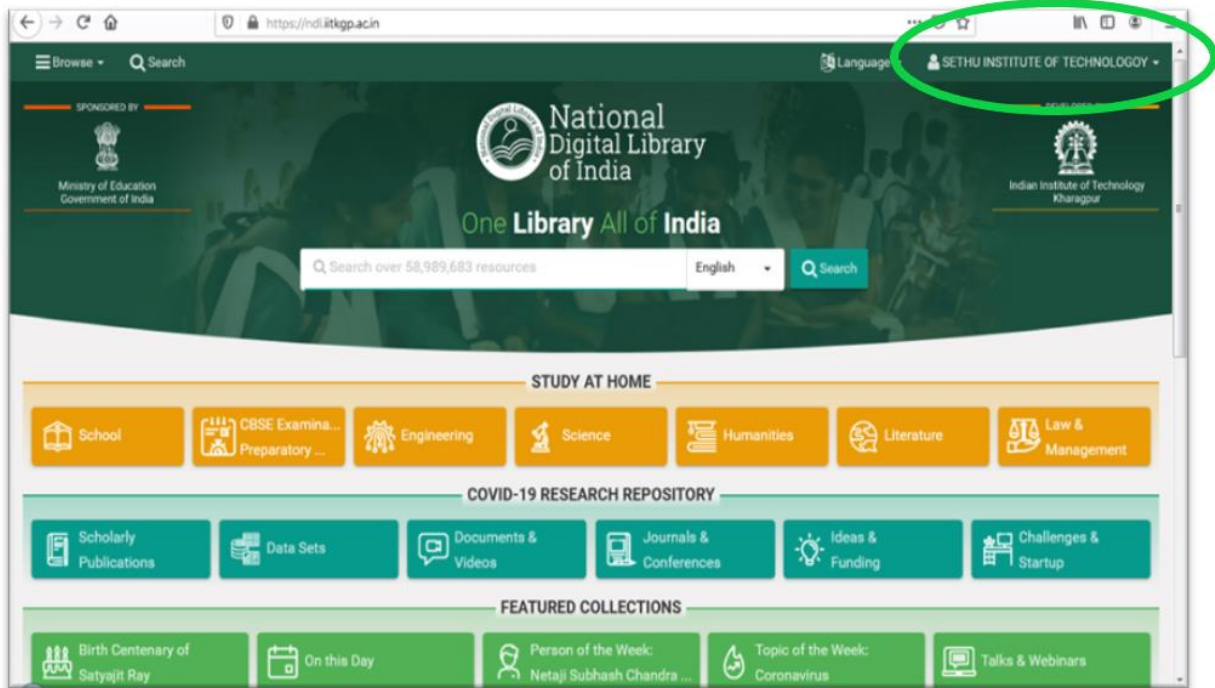 https://ndl.iitkgp.ac.in
Browse
Search
Language
SETHU INSTITUTE OF TECHNOLOGOY
SPONSORED BY
Ministry of Education
Government of India
National
Digital Library
of India
Indian Institute of Technology
Kharagpur
One Library All of India
Search over 58,989,683 resources
English
Search
STUDY AT HOME
School
CBSE Examina...
Preparatory ...
Engineering
Science
Humanities
Literature
Law &
Management
COVID-19 RESEARCH REPOSITORY
Scholarly
Publications
Data Sets
Documents &
Videos
Journals &
Conferences
Ideas &
Funding
Challenges &
Startup
FEATURED COLLECTIONS
Birth Centenary of
Satyajit Ray
On this Day
Person of the Week:
Netaji Subhash Chandra ...
Topic of the Week:
Coronavirus
Talks & Webinars